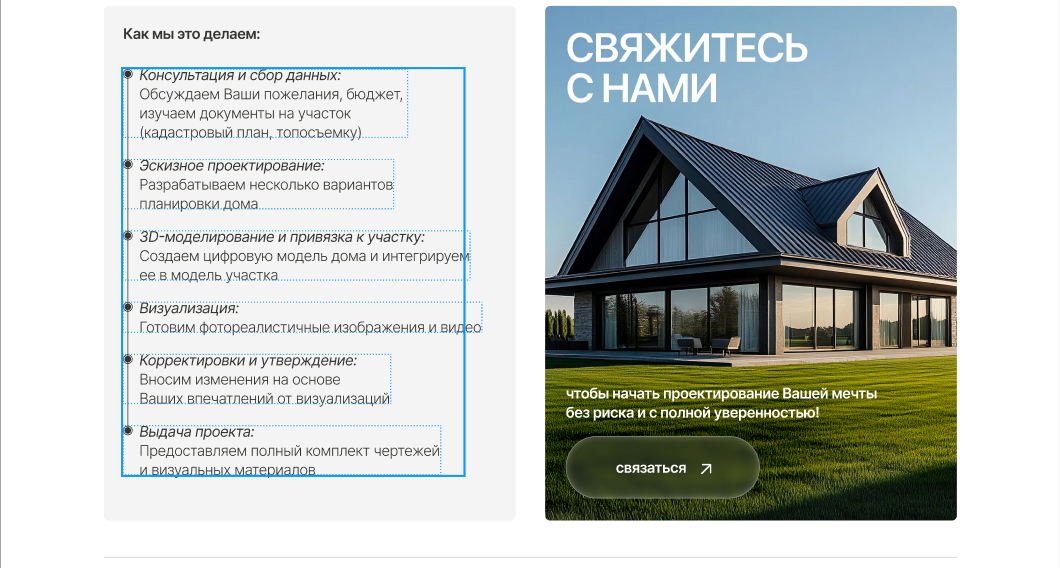 Как мы это делаем:
Консультация и сбор данных:
Обсуждаем Ваши пожелания, бюджет,
изучаем документы на участок
(кадастровый план, топосъемку)
Эскизное проектирование:
Разрабатываем несколько вариантов
планировки дома
3D-моделирование и привязка к участку:
Создаем цифровую модель дома и интегрируем
ее в модель участка
Визуализация:
Готовим фотореалистичные изображения и видео
Корректировки и утверждение:
Вносим изменения на основе
Ваших впечатлений от визуализаций
Выдача проекта:
Предоставляем полный комплект чертежей
и визуальных материалов
СВЯЖИТЕСЬ
С НАМИ
чтобы начать проектирование Вашей мечты
без риска и с полной уверенностью!
связаться